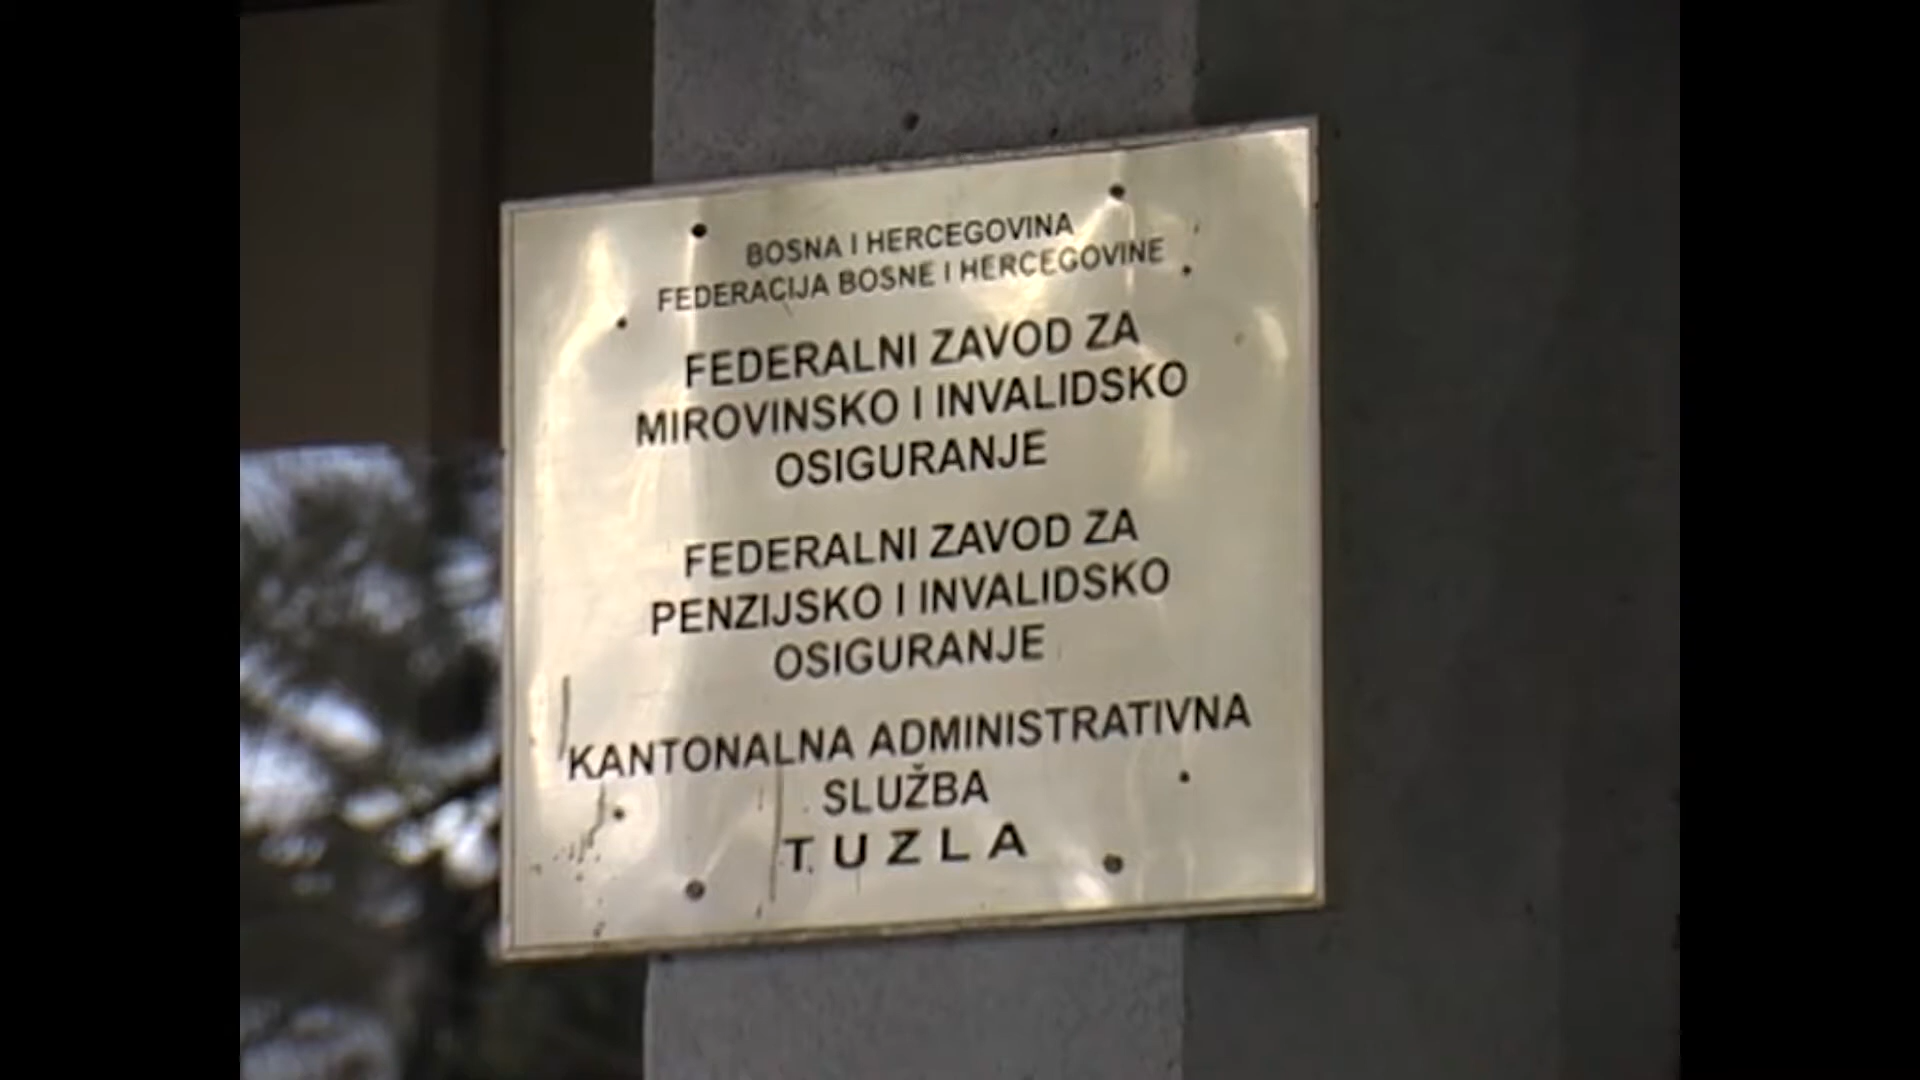 BOSNA I HERCEGOVINA
FEDERACIJA BOSNE I HERCEGOVINE
FEDERALNI ZAVOD ZA
MIROVINSKO I INVALIDSKO
OSIGURANJE
FEDERALNI ZAVOD ZA
PENZIJSKO I INVALIDSKO
OSIGURANJE
KANTONALNA ADMINISTRATIVNA
SLUŽBA
TUZLA